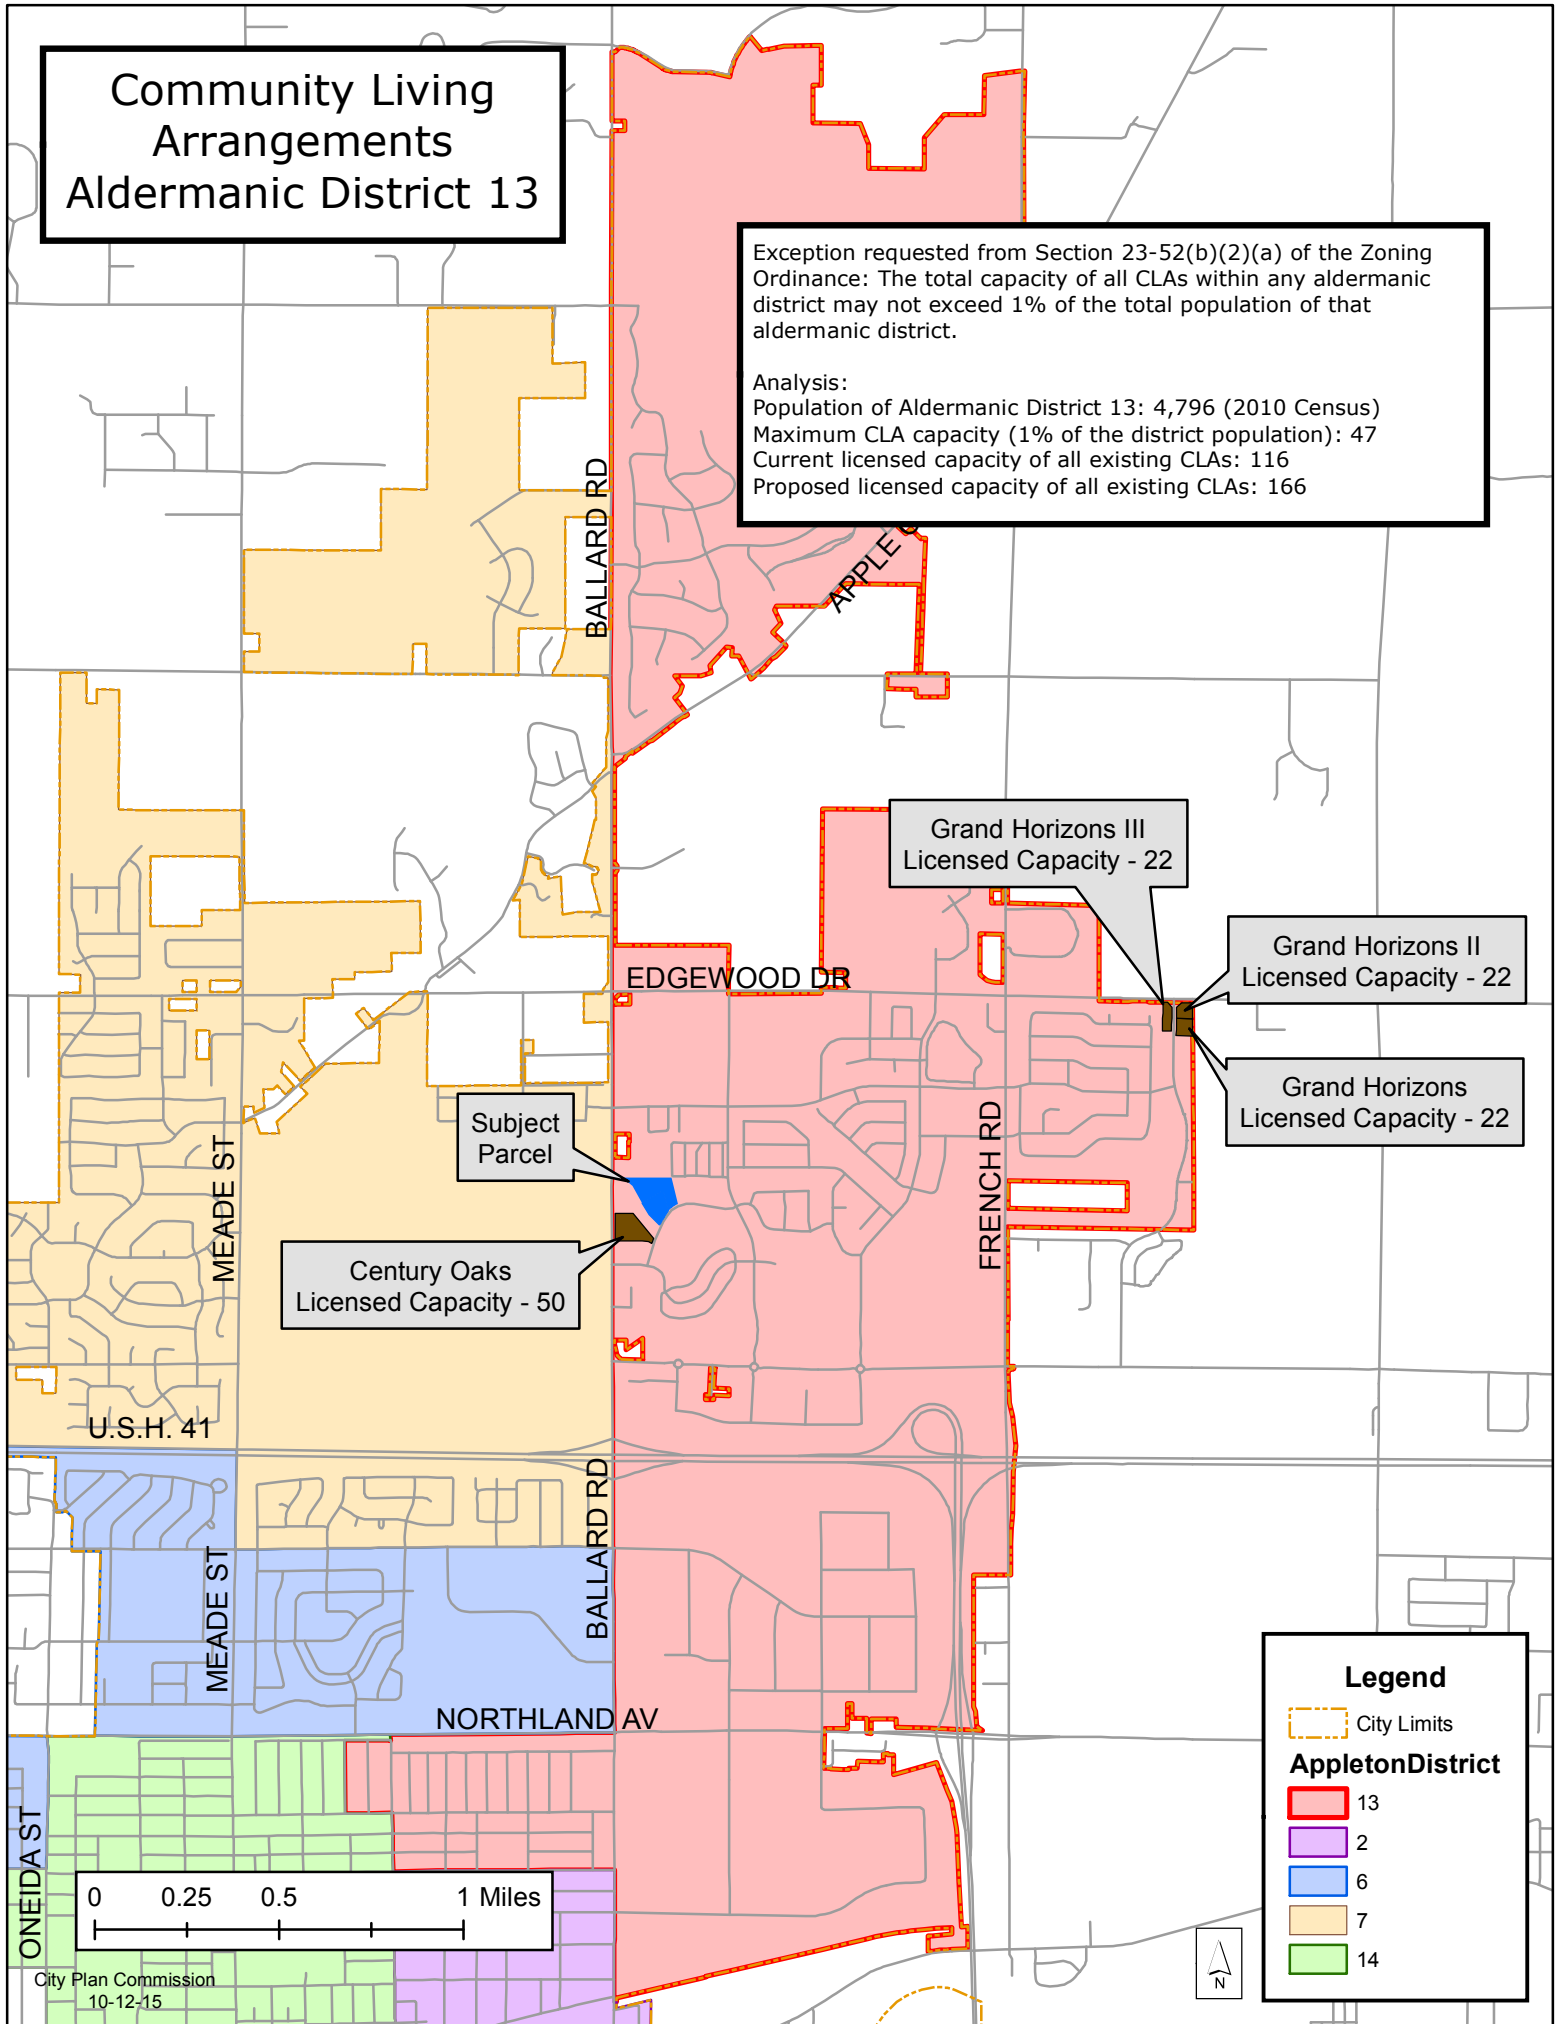 Community Living
Arrangements
Aldermanic District 13
Exception requested from Section 23-52(b)(2)(a) of the Zoning
Ordinance: The total capacity of all CLAs within any aldermanic
district may not exceed 1% of the total population of that
aldermanic district.
Analysis:
Population of Aldermanic District 13: 4,796 (2010 Census)
Maximum CLA capacity (1% of the district population): 47
Current licensed capacity of all existing CLAs: 116
Proposed licensed capacity of all existing CLAs: 166
BALLARD RD
APPLE
Grand Horizons III
Licensed Capacity - 22
Grand Horizons II
Licensed Capacity - 22
EDGEWOOD DR
Grand Horizons
Licensed Capacity - 22
Subject
Parcel
MEADE ST
FRENCH RD
Century Oaks
Licensed Capacity - 50
U.S.H. 41
BALLARD RD
MEADE ST
NORTHLAND AV
ONEIDA ST
0 0.25 0.5 1 Miles
City Plan Commission
10-12-15
N
Legend
City Limits
AppletonDistrict
13
2
6
7
14